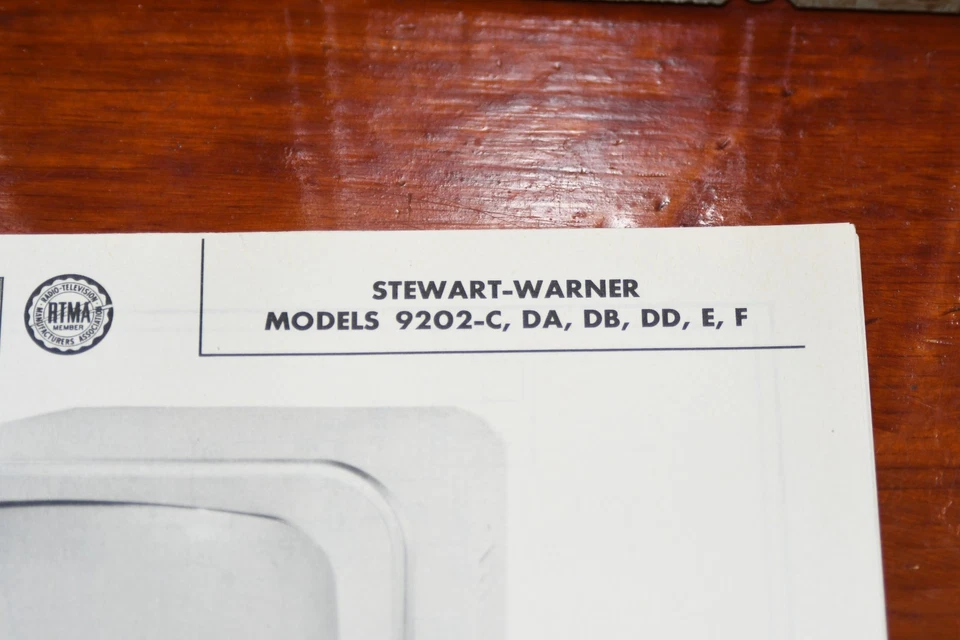 RADIO-TELEVISION
RTMA
MEMBER
MANUFACTURERS ASSOCIATION
STEWART-WARNER
MODELS 9202-C, DA, DB, DD, E, F